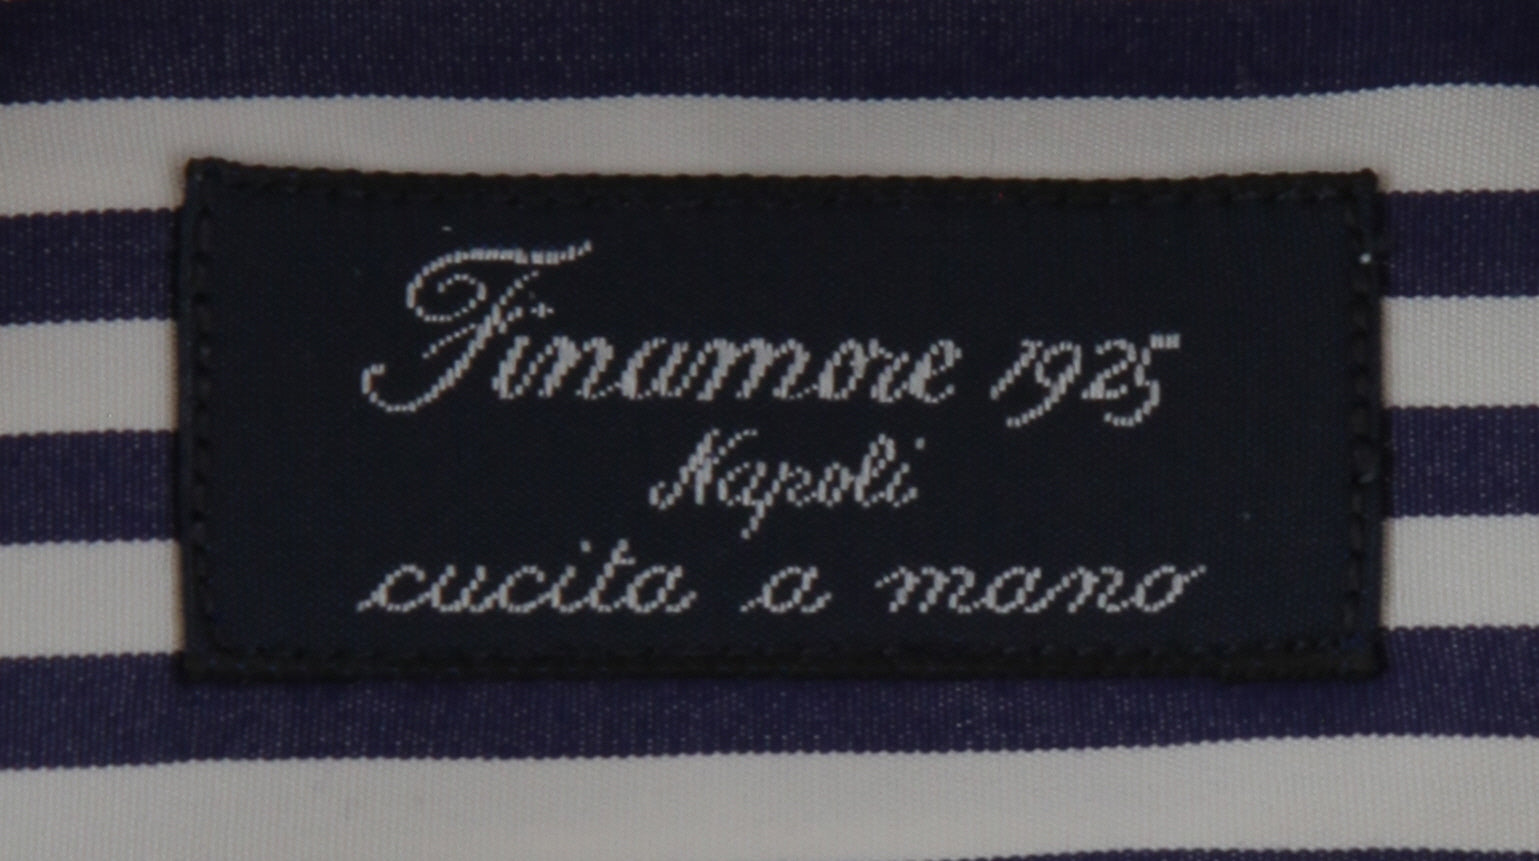 Finamore 1925
Napoli
cucita a mano